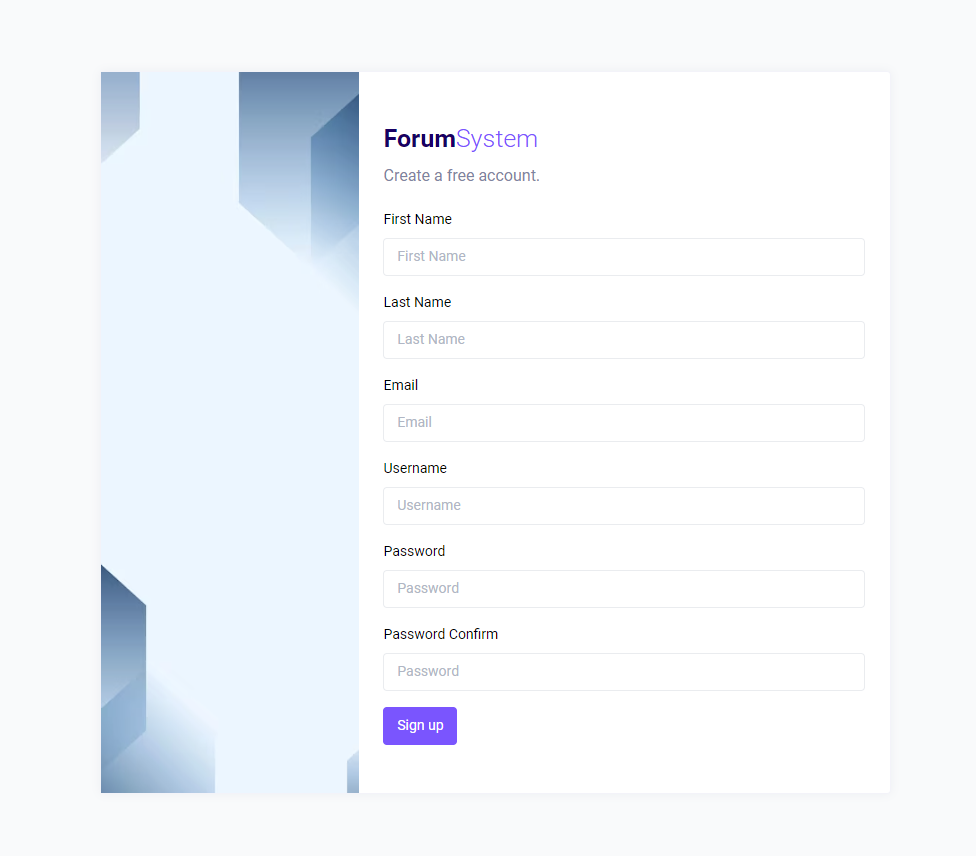 ForumSystem
Create a free account.
First Name
First Name
Last Name
Last Name
Email
Email
Username
Username
Password
Password
Password Confirm
Password
Sign up